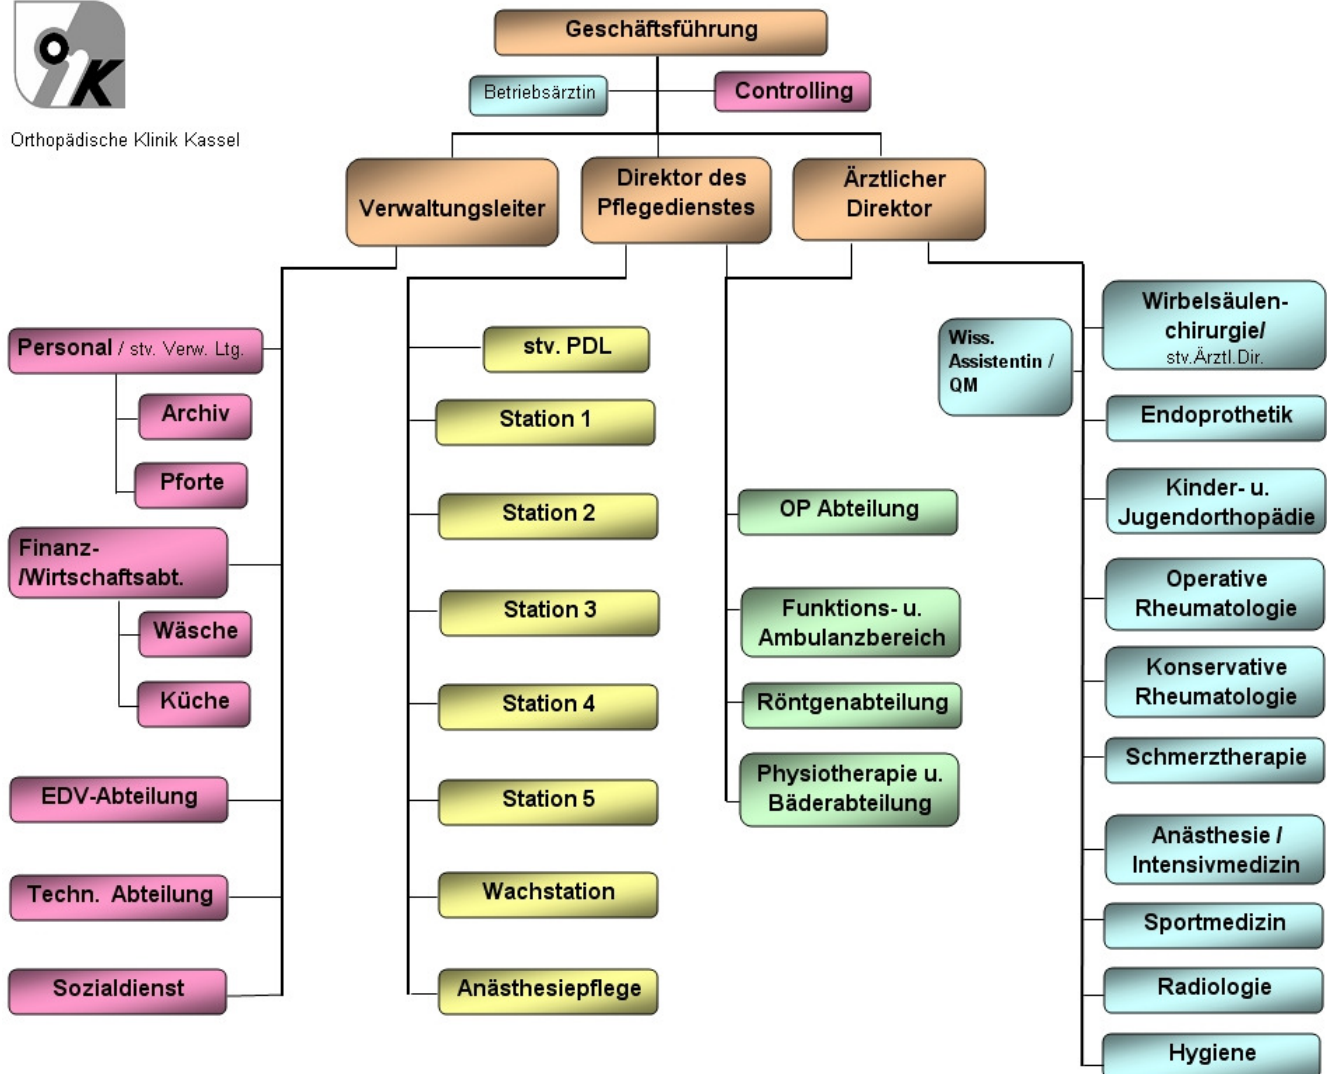 Geschäftsführung
Betriebsärztin
Controlling
Orthopädische Klinik Kassel
Verwaltungsleiter
Direktor des
Pflegedienstes
Ärztlicher
Direktor
Personal / stv. Verw. Ltg.
Archiv
Pforte
Finanz-
/Wirtschaftsabt.
Wäsche
Küche
EDV-Abteilung
Techn. Abteilung
Sozialdienst
stv. PDL
Station 1
Station 2
Station 3
Station 4
Station 5
Wachstation
Anästhesiepflege
OP Abteilung
Funktions- u.
Ambulanzbereich
Röntgenabteilung
Physiotherapie u.
Bäderabteilung
Wiss.
Assistentin /
QM
Wirbelsäulen-
chirurgie/
stv.Ärztl.Dir.
Endoprothetik
Kinder- u.
Jugendorthopädie
Operative
Rheumatologie
Konservative
Rheumatologie
Schmerztherapie
Anästhesie /
Intensivmedizin
Sportmedizin
Radiologie
Hygiene